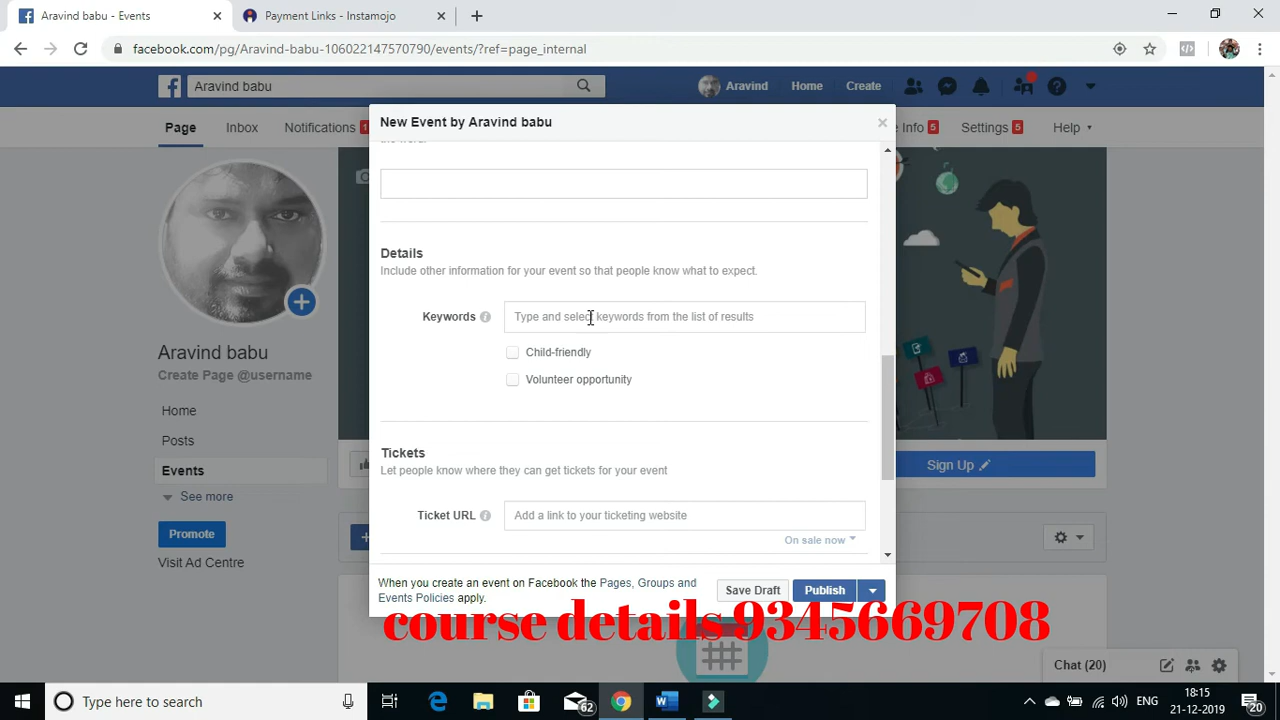 Aravind babu - Events
Payment Links - Instamojo
facebook.com/pg/Aravind-babu-106022147570790/events/?ref=page_internal
Aravind babu
Aravind
Home
Create
Page
Inbox
Notifications 1
Info 5
Settings 5
Help
New Event by Aravind babu
Details
Include other information for your event so that people know what to expect.
Keywords
Type and select keywords from the list of results
Child-friendly
Volunteer opportunity
Tickets
Let people know where they can get tickets for your event
Ticket URL
Add a link to your ticketing website
On sale now
When you create an event on Facebook the Pages, Groups and
Events Policies apply.
Save Draft
Publish
Aravind babu
Create Page @username
Home
Posts
Events
See more
Promote
Visit Ad Centre
Sign Up
course details 9345669708
Chat (20)
Type here to search
62
ENG
18:15
21-12-2019
20